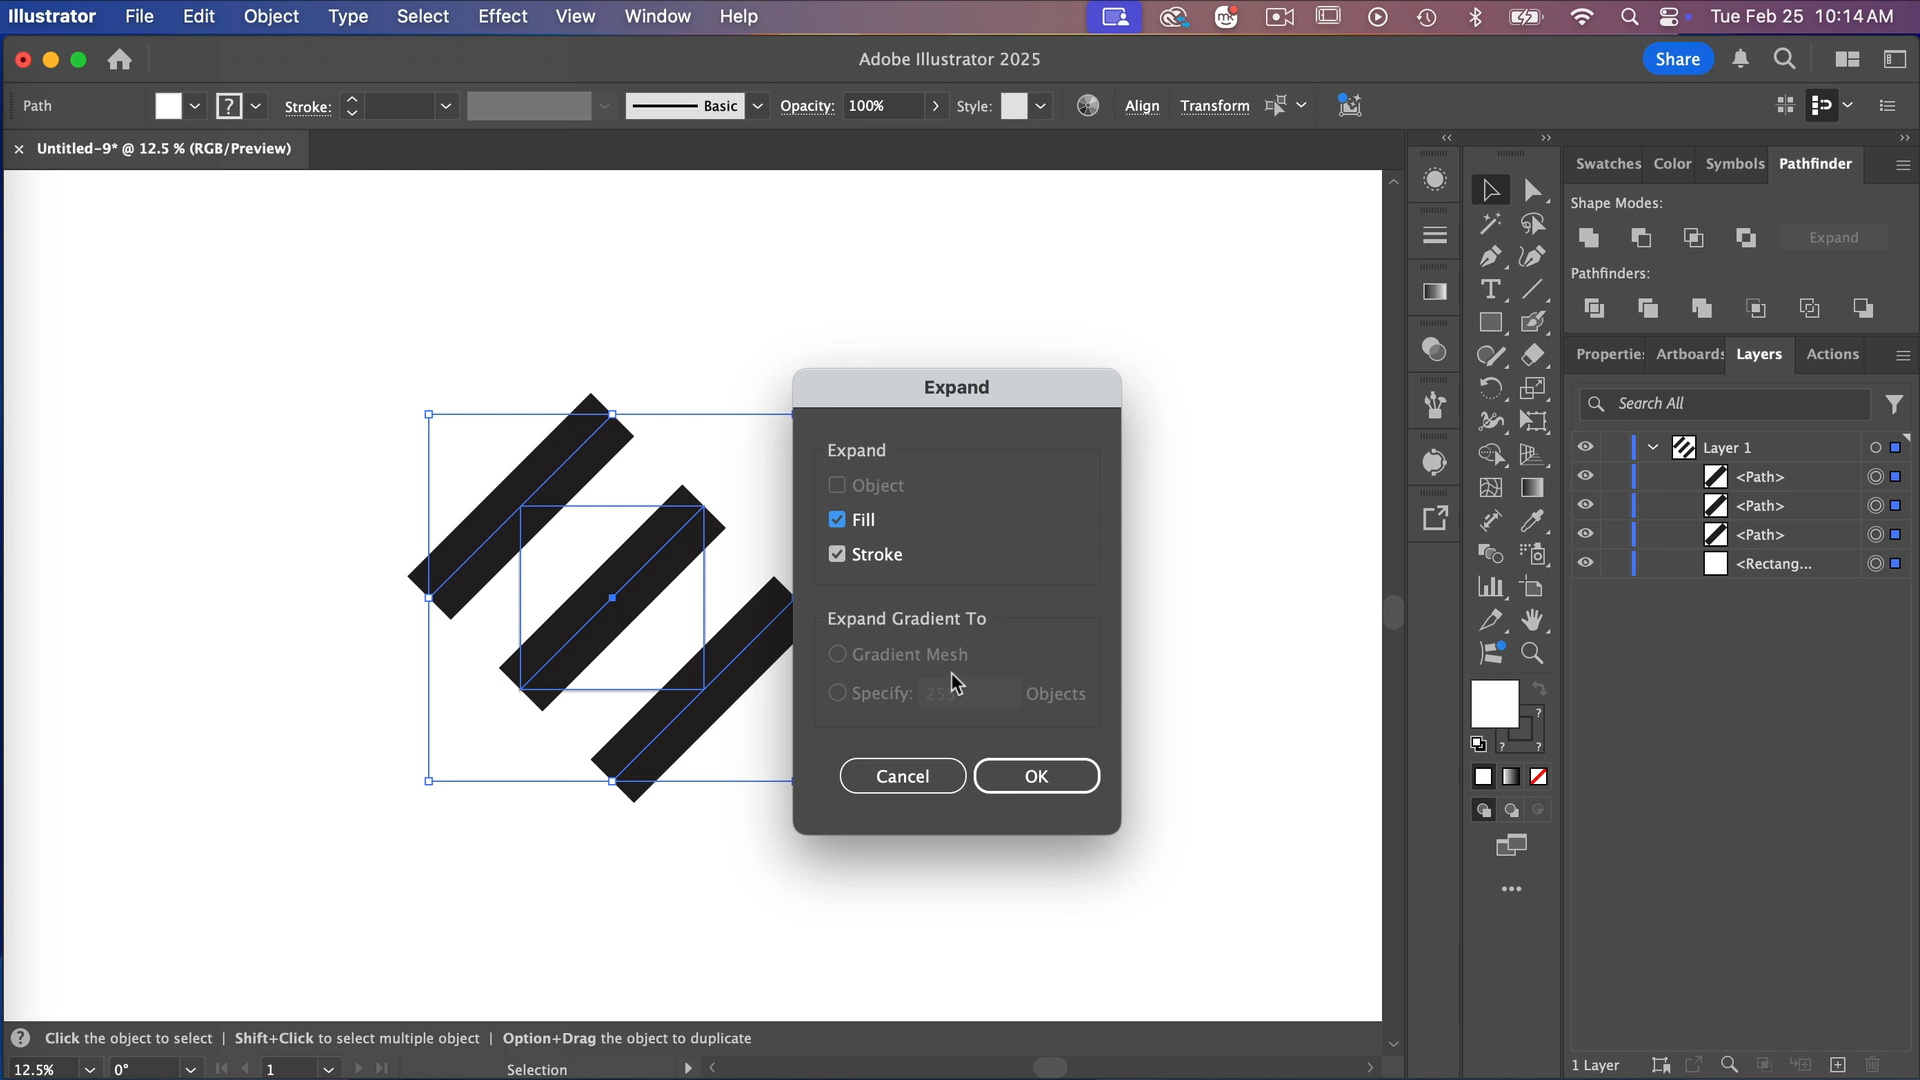 Illustrator File Edit Object Type Select Effect View Window Help Tue Feb 25 10:14 AM
Adobe Illustrator 2025
Share
Path ? Stroke: Basic Opacity: 100% Style: Align Transform
× Untitled-9* @ 12.5 % (RGB/Preview)
Swatches Color Symbols Pathfinder
Shape Modes:
Expand
Pathfinders:
Properties Artboards Layers Actions
Search All
Layer 1
<Path>
<Path>
<Path>
<Rectang...
Expand
Expand
Object
Fill
Stroke
Expand Gradient To
Gradient Mesh
Specify: Objects
Cancel OK
? Click the object to select | Shift+Click to select multiple object | Option+Drag the object to duplicate
12.5% 0° 1 Selection
1 Layer